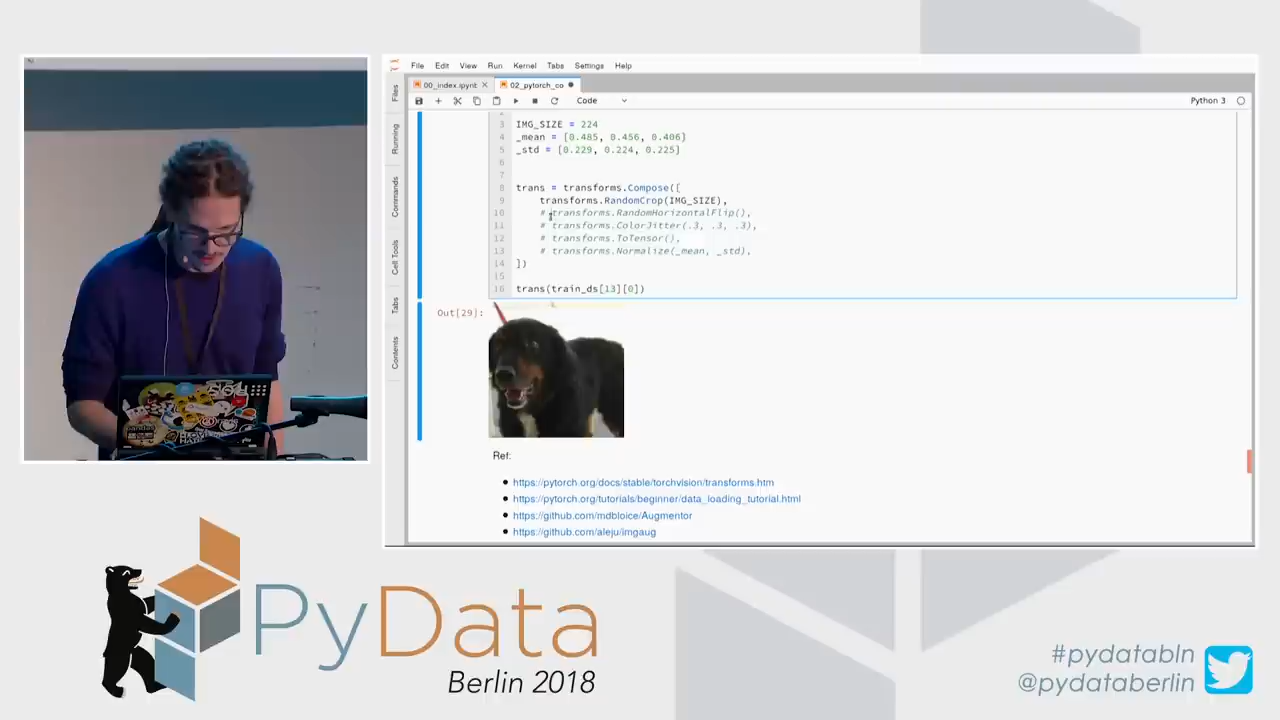 File Edit View Run Kernel Tabs Settings Help
00_index.ipynb
02_pytorch_co
Code
Python 3
Files
Running
Commands
Cell Tools
Tabs
Contents
3 IMG_SIZE = 224
4 _mean = [0.485, 0.456, 0.406]
5 _std = [0.229, 0.224, 0.225]
6
7
8 trans = transforms.Compose([
9 transforms.RandomCrop(IMG_SIZE),
10 # transforms.RandomHorizontalFlip(),
11 # transforms.ColorJitter(.3, .3, .3),
12 # transforms.ToTensor(),
13 # transforms.Normalize(_mean, _std),
14 ])
15
16 trans(train_ds[13][0])
Out[29]:
Ref:
https://pytorch.org/docs/stable/torchvision/transforms.htm
https://pytorch.org/tutorials/beginner/data_loading_tutorial.html
https://github.com/mdbloice/Augmentor
https://github.com/aleju/imgaug
pandas
PyData
Berlin 2018
#pydatabln
@pydataberlin